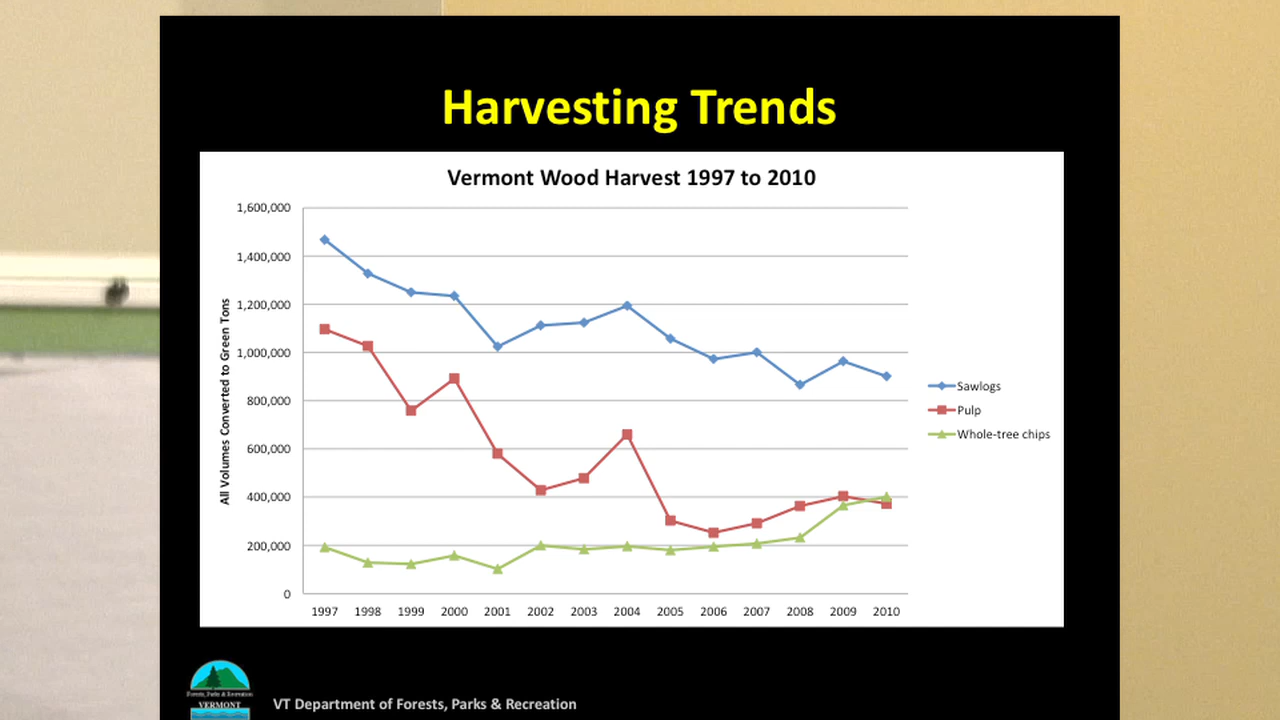 Harvesting Trends
Vermont Wood Harvest 1997 to 2010
1,600,000
1,400,000
1,200,000
1,000,000
800,000
600,000
400,000
200,000
0
All Volumes Converted to Green Tons
1997 1998 1999 2000 2001 2002 2003 2004 2005 2006 2007 2008 2009 2010
Sawlogs
Pulp
Whole-tree chips
Forests, Parks & Recreation
VERMONT
VT Department of Forests, Parks & Recreation